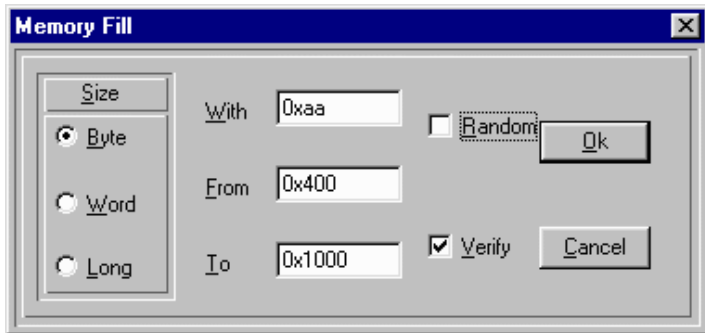 Memory Fill
Size
Byte
Word
Long
With 0xaa
From 0x400
To 0x1000
Random
Verify
Ok
Cancel